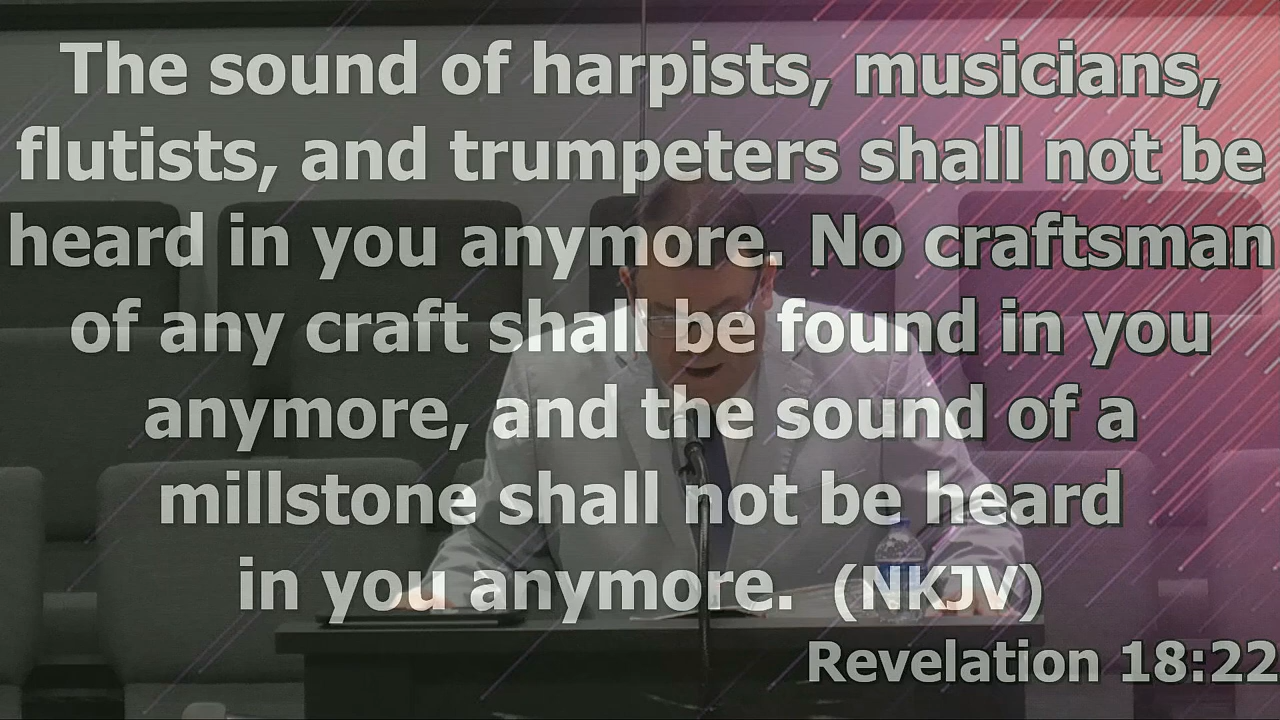 The sound of harpists, musicians,
flutists, and trumpeters shall not be
heard in you anymore. No craftsman
of any craft shall be found in you
anymore, and the sound of a
millstone shall not be heard
in you anymore.  (NKJV)
Revelation 18:22